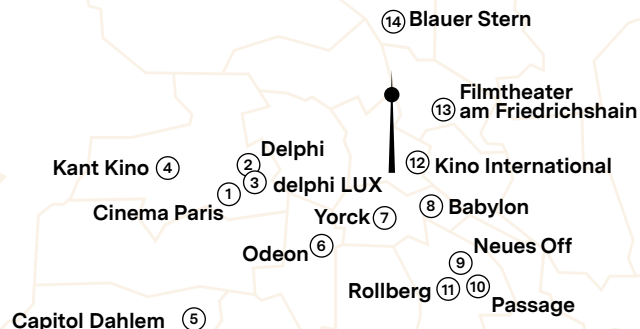 14 Blauer Stern
Filmtheater
13 am Friedrichshain
Delphi
2
Kant Kino 4
12 Kino International
3 delphi LUX
1
Cinema Paris
Yorck 7
8 Babylon
Odeon 6
Neues Off
9
Rollberg 11 10
Passage
Capitol Dahlem 5